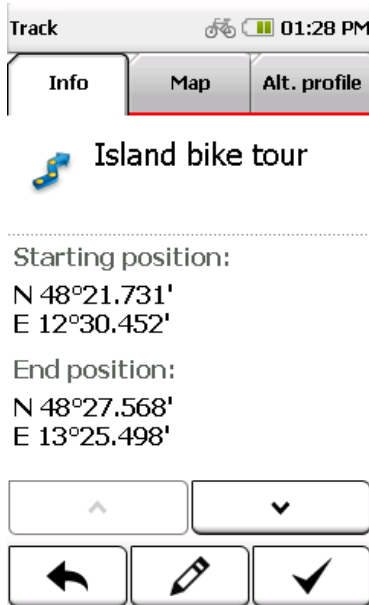 Track 01:28 PM
Info Map Alt. profile
Island bike tour
Starting position:
N 48°21.731'
E 12°30.452'
End position:
N 48°27.568'
E 13°25.498'